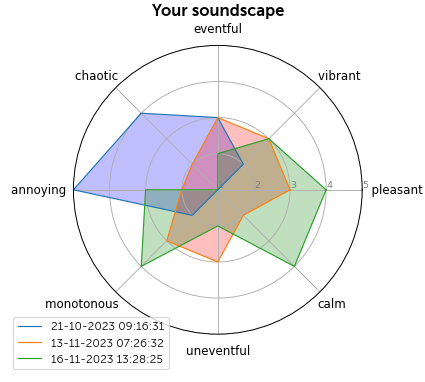 Your soundscape
eventful
chaotic
vibrant
annoying
1 2 3 4 5
pleasant
monotonous
calm
uneventful
21-10-2023 09:16:31
13-11-2023 07:26:32
16-11-2023 13:28:25